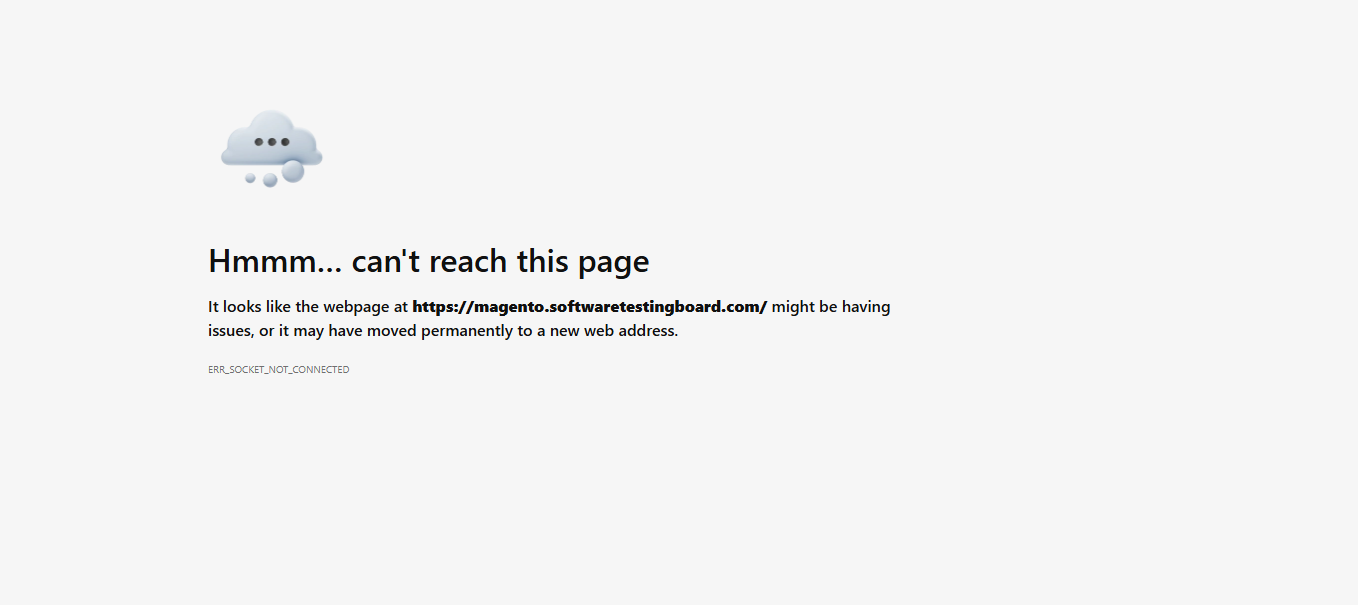 Hmmm... can't reach this page
It looks like the webpage at https://magento.softwaretestingboard.com/ might be having
issues, or it may have moved permanently to a new web address.
ERR_SOCKET_NOT_CONNECTED